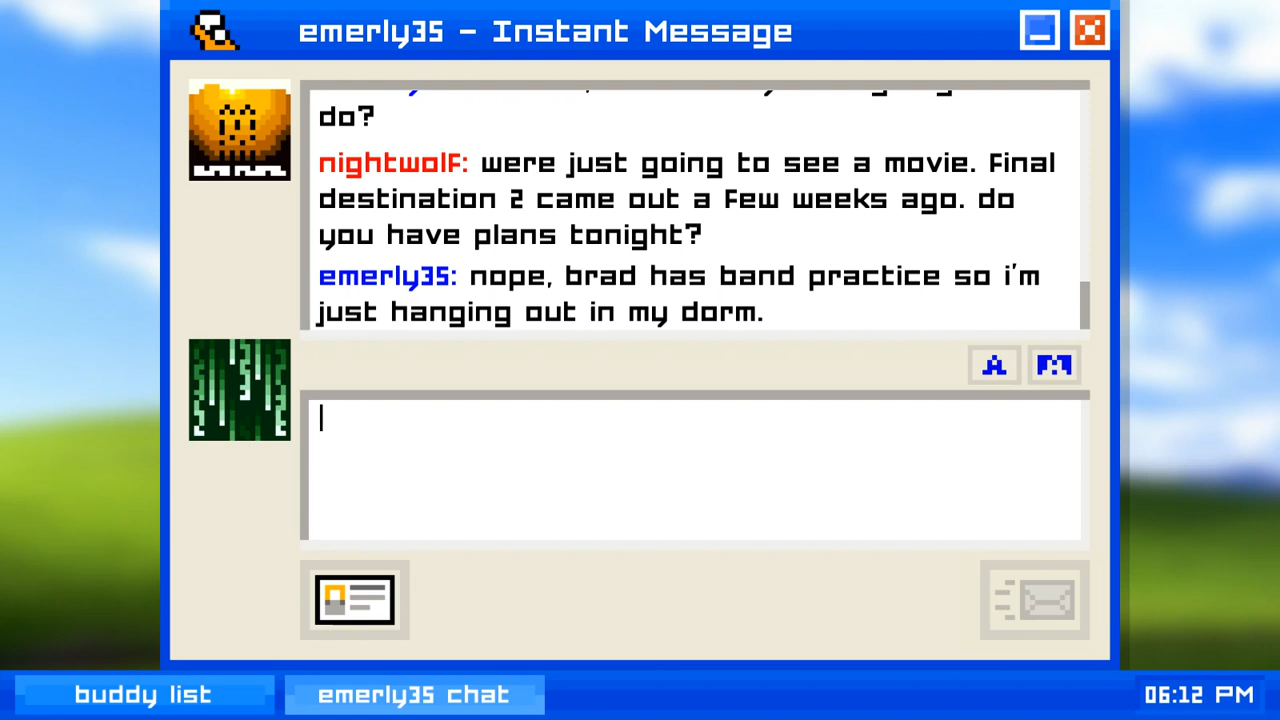 emerly35 - Instant Message
do?
nightwolf: were just going to see a movie. Final
destination 2 came out a few weeks ago. do
you have plans tonight?
emerly35: nope, brad has band practice so i'm
just hanging out in my dorm.
A
buddy list
emerly35 chat
06:12 PM